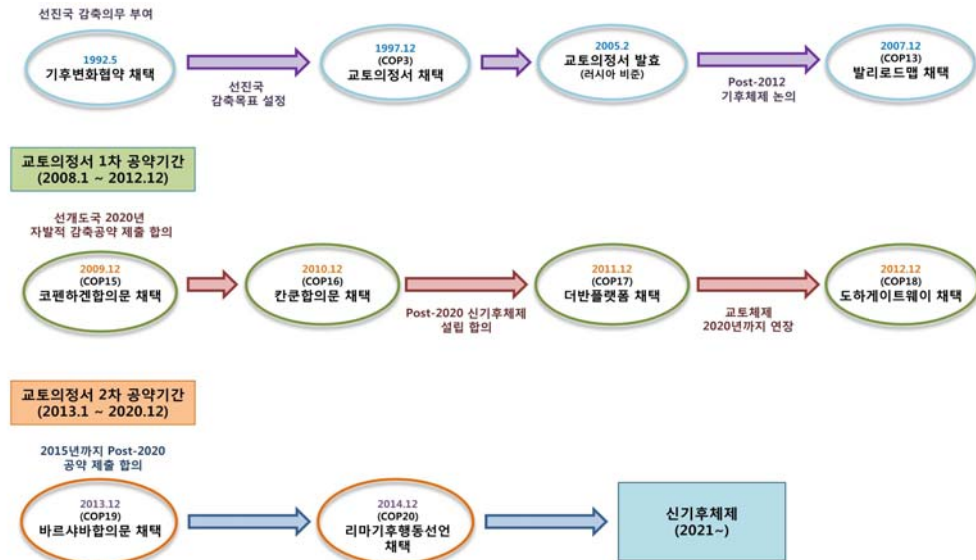 선진국 감축의무 부여
1992.5
기후변화협약 채택
선진국
감축목표 설정
1997.12
(COP3)
교토의정서 채택
2005.2
교토의정서 발효
(러시아 비준)
Post-2012
기후체제 논의
2007.12
(COP13)
발리로드맵 채택
교토의정서 1차 공약기간
(2008.1 ~ 2012.12)
선개도국 2020년
자발적 감축공약 제출 합의
2009.12
(COP15)
코펜하겐합의문 채택
2010.12
(COP16)
칸쿤합의문 채택
Post-2020 신기후체제
설립 합의
2011.12
(COP17)
더반플랫폼 채택
교토체제
2020년까지 연장
2012.12
(COP18)
도하게이트웨이 채택
교토의정서 2차 공약기간
(2013.1 ~ 2020.12)
2015년까지 Post-2020
공약 제출 합의
2013.12
(COP19)
바르샤바합의문 채택
2014.12
(COP20)
리마기후행동선언
채택
신기후체제
(2021~)